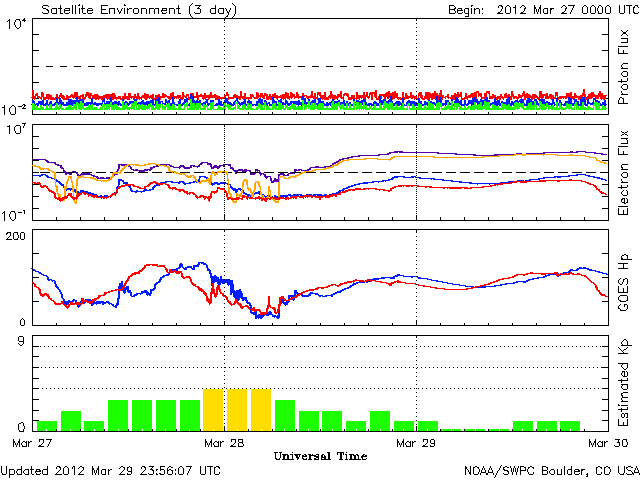 Satellite Environment (3 day) Begin: 2012 Mar 27 0000 UTC
10^4
10^-2
Proton Flux
10^7
10^-1
Electron Flux
200
100
0
GOES Hp
9
0
Estimated Kp
Mar 27 Mar 28 Mar 29 Mar 30
Universal Time
Updated 2012 Mar 29 23:56:07 UTC NOAA/SWPC Boulder, CO USA